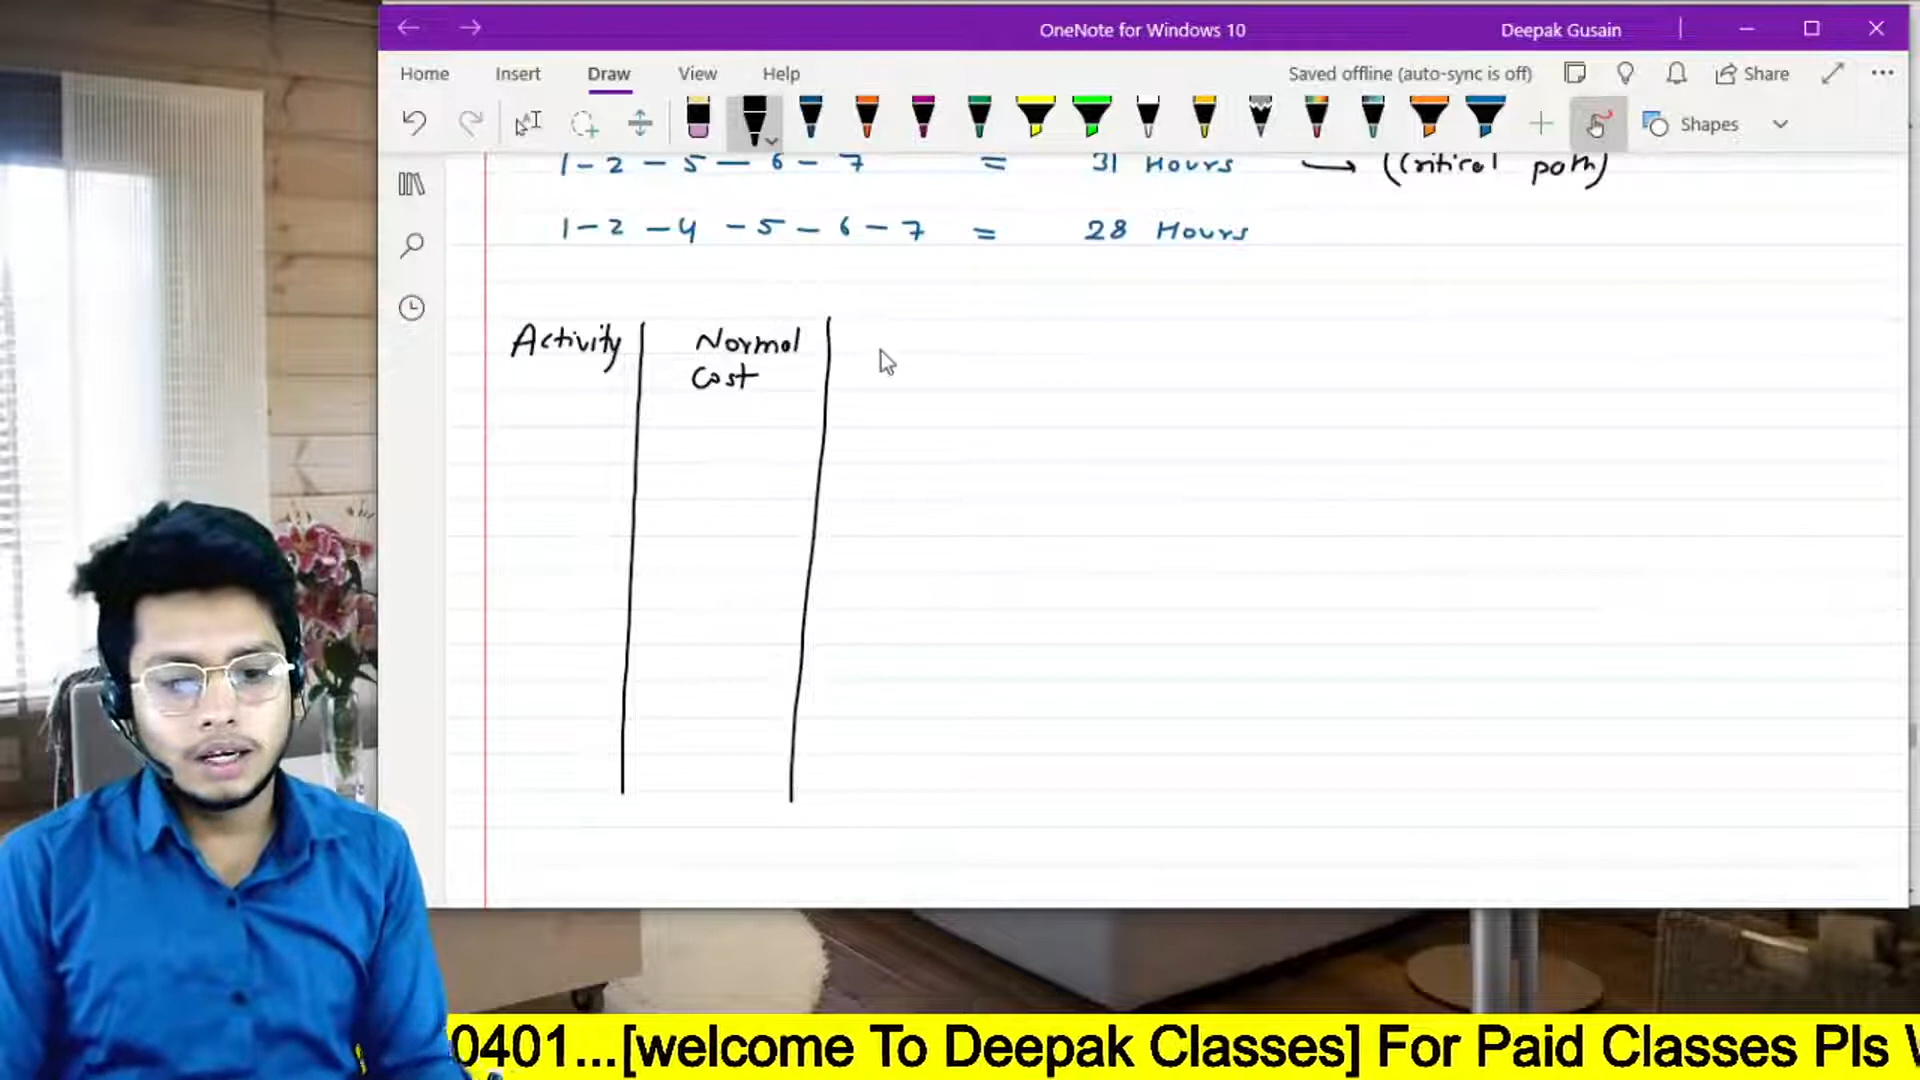 OneNote for Windows 10
Deepak Gusain
Home Insert Draw View Help
Saved offline (auto-sync is off)
Share
Shapes
1 - 2 - 5 - 6 - 7 = 31 Hours → (Critical path)
1 - 2 - 4 - 5 - 6 - 7 = 28 Hours
Activity
Normal
Cost
0401...[welcome To Deepak Classes] For Paid Classes Pls